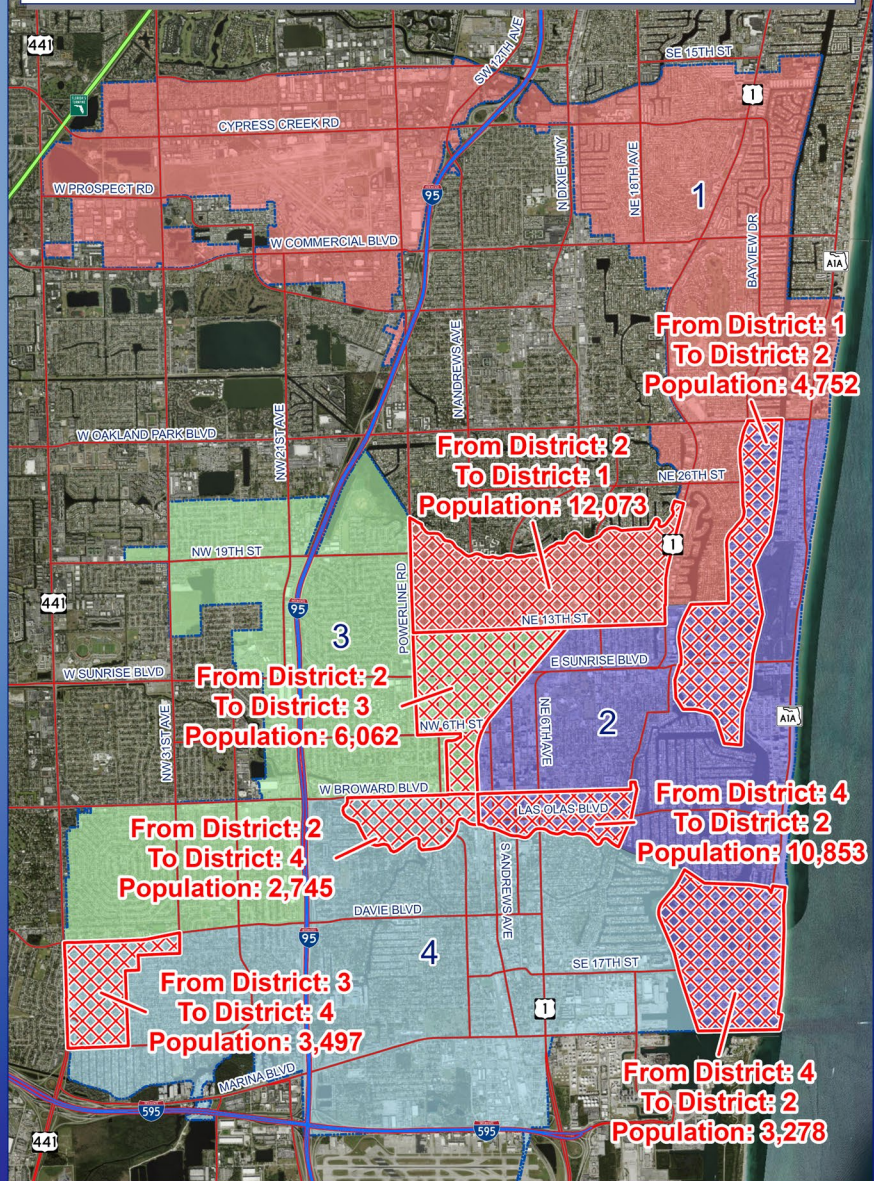 441
SE 15TH ST
SW 12TH AVE
1
CYPRESS CREEK RD
N DIXIE HWY
NE 18TH AVE
W PROSPECT RD
95
1
BAYVIEW DR
W COMMERCIAL BLVD
A1A
From District: 1
To District: 2
Population: 4,752
N ANDREWS AVE
NW 21ST AVE
W OAKLAND PARK BLVD
From District: 2
To District: 1
Population: 12,073
NE 26TH ST
1
NW 19TH ST
POWERLINE RD
441
95
NE 13TH ST
3
E SUNRISE BLVD
W SUNRISE BLVD
From District: 2
To District: 3
Population: 6,062
NW 31ST AVE
NW 6TH ST
NE 6TH AVE
2
A1A
W BROWARD BLVD
LAS OLAS BLVD
From District: 4
To District: 2
Population: 10,853
From District: 2
To District: 4
Population: 2,745
S ANDREWS AVE
DAVIE BLVD
95
4
SE 17TH ST
From District: 3
To District: 4
Population: 3,497
1
MARINA BLVD
From District: 4
To District: 2
Population: 3,278
595
595
441